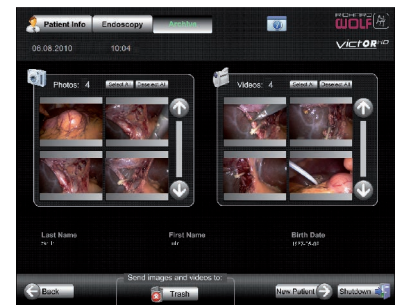 Patient Info Endoscopy Archive
RICHARD WOLF
06.08.2010 10:04
VictORHD
Photos: 4 Select All Deselect All
Videos: 4 Select All Deselect All
Last Name First Name Birth Date
Send images and videos to:
Back Trash New Patient Shutdown